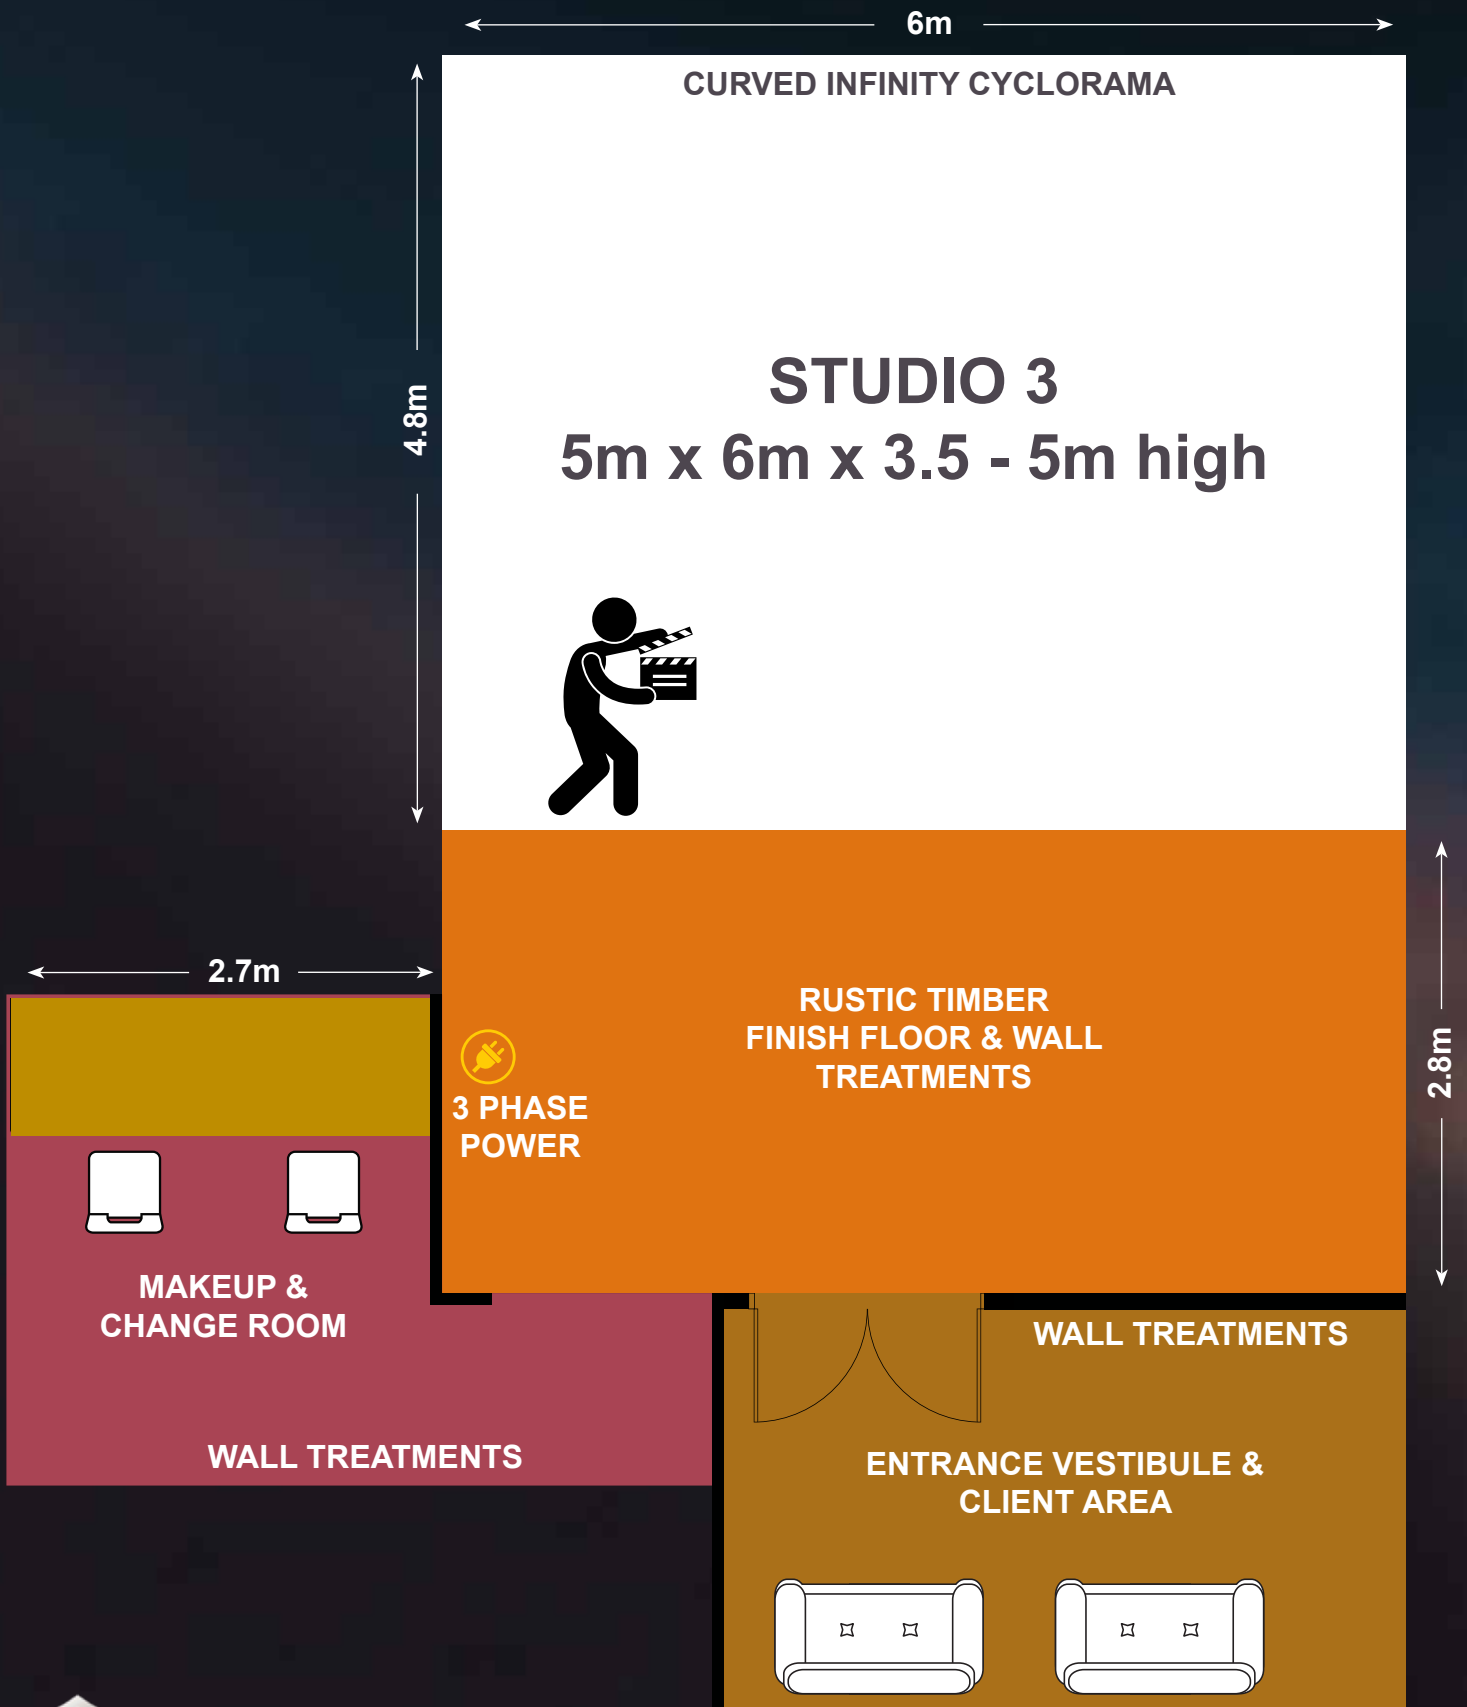 6m
CURVED INFINITY CYCLORAMA
4.8m
STUDIO 3
5m x 6m x 3.5 - 5m high
2.7m
RUSTIC TIMBER
FINISH FLOOR & WALL
TREATMENTS
2.8m
3 PHASE
POWER
MAKEUP &
CHANGE ROOM
WALL TREATMENTS
WALL TREATMENTS
ENTRANCE VESTIBULE &
CLIENT AREA